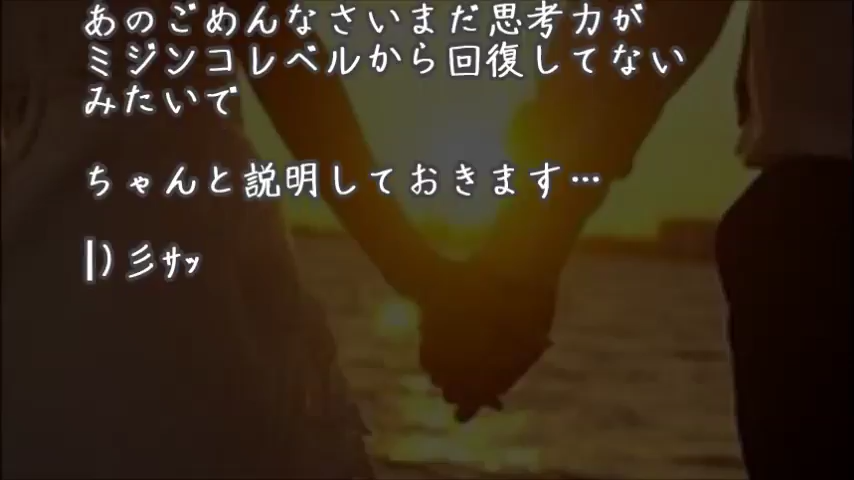 あのごめんなさいまだ思考力が
ミジンコレベルから回復してない
みたいで
ちゃんと説明しておきます…
|)彡ｻｯ